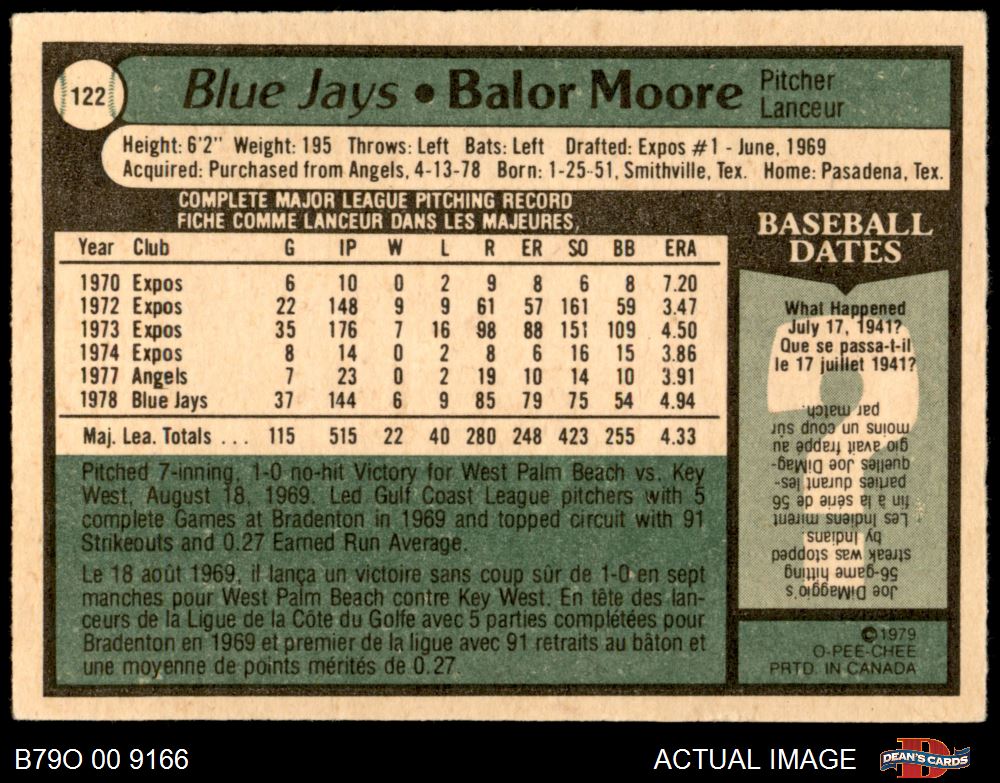 122
Blue Jays • Balor Moore
Pitcher
Lanceur
Height: 6'2" Weight: 195 Throws: Left Bats: Left Drafted: Expos #1 - June, 1969
Acquired: Purchased from Angels, 4-13-78 Born: 1-25-51, Smithville, Tex. Home: Pasadena, Tex.
COMPLETE MAJOR LEAGUE PITCHING RECORD
FICHE COMME LANCEUR DANS LES MAJEURES,
Year Club G IP W L R ER SO BB ERA
1970 Expos 6 10 0 2 9 8 6 8 7.20
1972 Expos 22 148 9 9 61 57 161 59 3.47
1973 Expos 35 176 7 16 98 88 151 109 4.50
1974 Expos 8 14 0 2 8 6 16 15 3.86
1977 Angels 7 23 0 2 19 10 14 10 3.91
1978 Blue Jays 37 144 6 9 85 79 75 54 4.94
Maj. Lea. Totals ... 115 515 22 40 280 248 423 255 4.33
Pitched 7-inning, 1-0 no-hit Victory for West Palm Beach vs. Key
West, August 18, 1969. Led Gulf Coast League pitchers with 5
complete Games at Bradenton in 1969 and topped circuit with 91
Strikeouts and 0.27 Earned Run Average.
Le 18 août 1969, il lança un victoire sans coup sûr de 1-0 en sept
manches pour West Palm Beach contre Key West. En tête des lan-
ceurs de la Ligue de la Côte du Golfe avec 5 parties complétées pour
Bradenton en 1969 et premier de la ligue avec 91 retraits au bâton et
une moyenne de points mérités de 0.27
BASEBALL
DATES
What Happened
July 17, 1941?
Que se passa-t-il
le 17 juillet 1941?
Joe DiMaggio's
56-game hitting
streak was stopped
by Indians.
Les Indiens mirent
fin à la série de 56
parties durant les-
quelles Joe DiMag-
gio avait frappé au
moins un coup sûr
par match.
©1979
O-PEE-CHEE
PRTD. IN CANADA
B79O 00 9166
ACTUAL IMAGE
D
DEAN'S CARDS